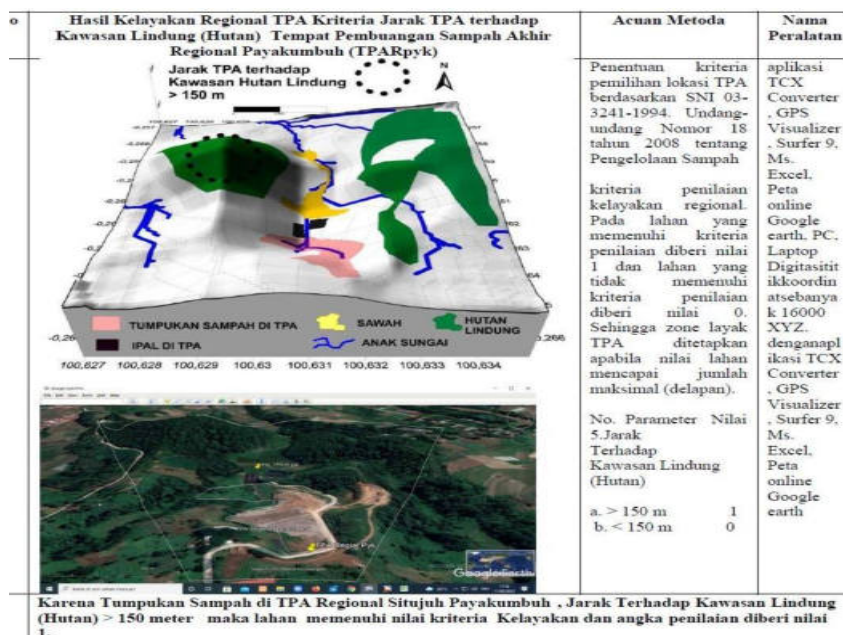 o
Hasil Kelayakan Regional TPA Kriteria Jarak TPA terhadap
Kawasan Lindung (Hutan) Tempat Pembuangan Sampah Akhir
Regional Payakumbuh (TPARpyk)
Acuan Metoda
Nama
Peralatan
Jarak TPA terhadap
Kawasan Hutan Lindung
> 150 m
N
TUMPUKAN SAMPAH DI TPA
SAWAH
HUTAN
LINDUNG
IPAL DI TPA
ANAK SUNGAI
100,627 100,628 100,629 100,63 100,631 100,632 100,633 100,634
Penentuan kriteria
pemilihan lokasi TPA
berdasarkan SNI 03-
3241-1994. Undang-
undang Nomor 18
tahun 2008 tentang
Pengelolaan Sampah
kriteria penilaian
kelayakan regional.
Pada lahan yang
memenuhi kriteria
penilaian diberi nilai
1 dan lahan yang
tidak memenuhi
kriteria penilaian
diberi nilai 0.
Sehingga zone layak
TPA ditetapkan
apabila nilai lahan
mencapai jumlah
maksimal (delapan).
No. Parameter Nilai
5.Jarak
Terhadap
Kawasan Lindung
(Hutan)
a. > 150 m 1
b. < 150 m 0
aplikasi
TCX
Converter
, GPS
Visualizer
, Surfer 9,
Ms.
Excel,
Peta
online
Google
earth, PC,
Laptop
Digitasitit
ikkoordin
atsebanya
k 16000
XYZ.
denganapl
ikasi TCX
Converter
, GPS
Visualizer
, Surfer 9,
Ms.
Excel,
Peta
online
Google
earth
Google Earth
Karena Tumpukan Sampah di TPA Regional Situjuh Payakumbuh , Jarak Terhadap Kawasan Lindung
(Hutan) > 150 meter maka lahan memenuhi nilai kriteria Kelayakan dan angka penilaian diberi nilai
1.